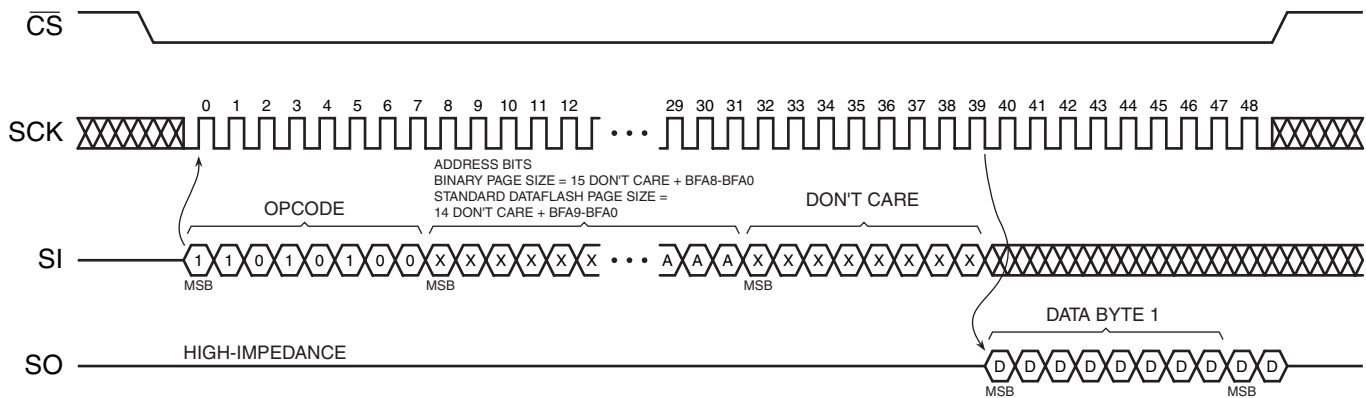 CS
SCK
0 1 2 3 4 5 6 7 8 9 10 11 12 • • • 29 30 31 32 33 34 35 36 37 38 39 40 41 42 43 44 45 46 47 48
ADDRESS BITS
BINARY PAGE SIZE = 15 DON'T CARE + BFA8-BFA0
STANDARD DATAFLASH PAGE SIZE =
14 DON'T CARE + BFA9-BFA0
OPCODE
DON'T CARE
SI
1 1 0 1 0 1 0 0 X X X X X X • • • A A A X X X X X X X X
MSB MSB MSB
DATA BYTE 1
SO
HIGH-IMPEDANCE
D D D D D D D D D D
MSB MSB